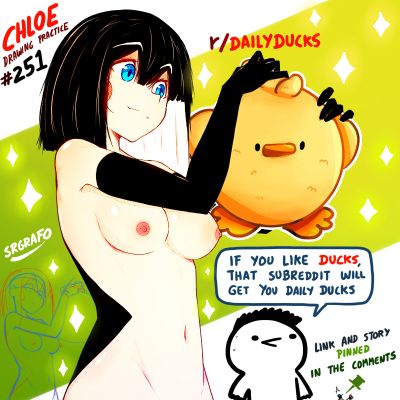 CHLOE
DRAWING PRACTICE
#251
r/DAILYDUCKS
SRGRAFO
IF YOU LIKE DUCKS,
THAT SUBREDDIT WILL
GET YOU DAILY DUCKS
LINK AND STORY
PINNED
IN THE COMMENTS